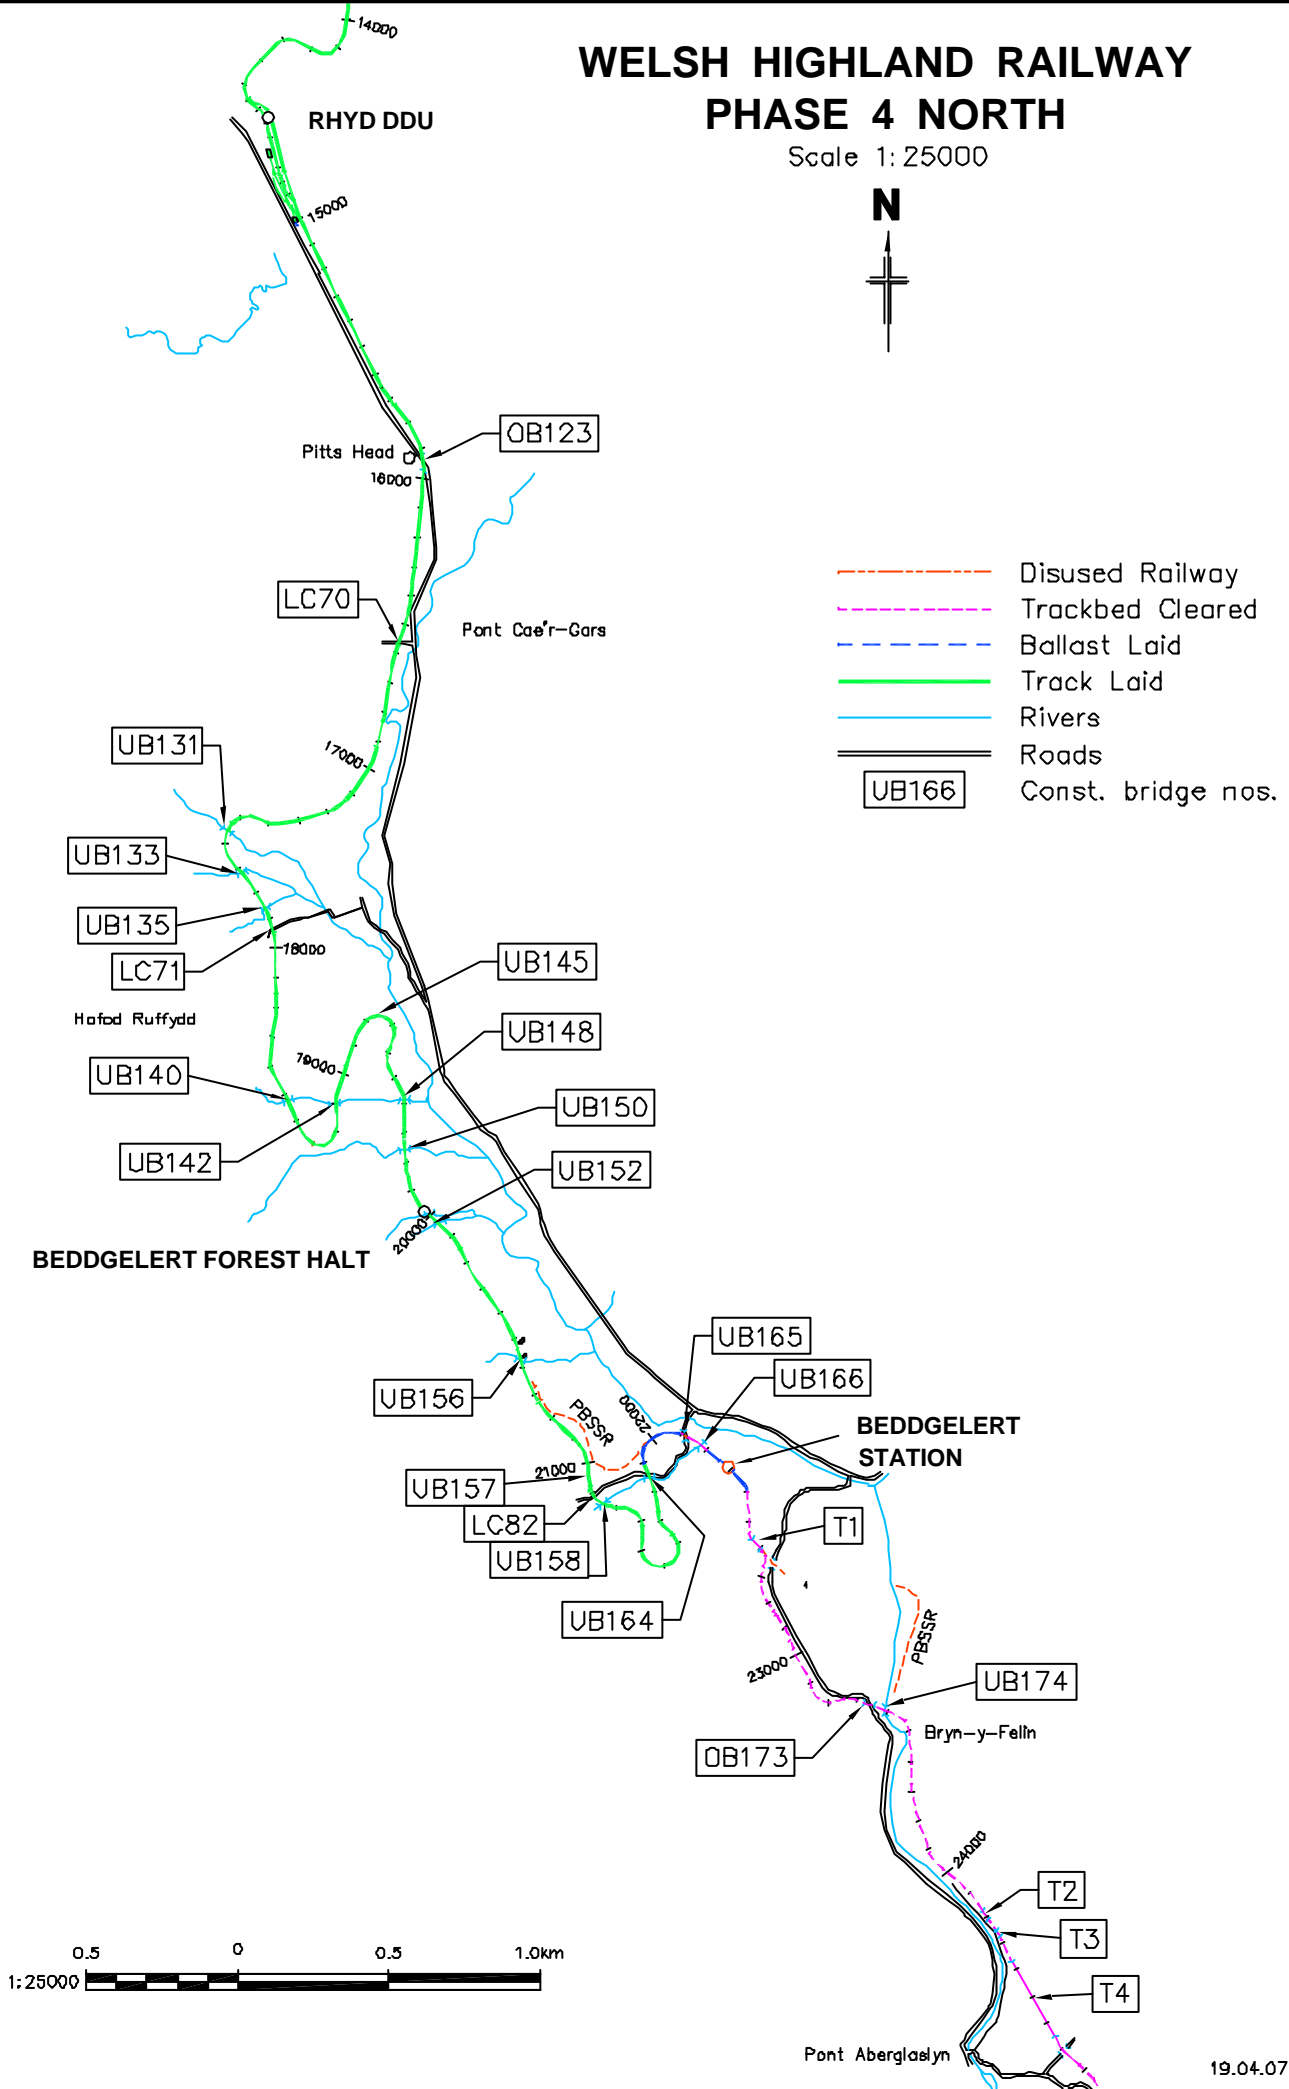 14000
WELSH HIGHLAND RAILWAY
PHASE 4 NORTH
Scale 1:25000
N
RHYD DDU
15000
OB123
Pitts Head
16000
Disused Railway
Trackbed Cleared
Ballast Laid
Track Laid
Rivers
Roads
UB166 Const. bridge nos.
LC70
Pont Cae'r-Gors
UB131
17000
UB133
UB135
18000
LC71
UB145
Hafod Ruffydd
UB148
19000
UB140
UB150
UB142
UB152
20000
BEDDGELERT FOREST HALT
UB165
UB166
UB156
PBSSR
22000
BEDDGELERT
STATION
21000
UB157
LC82
T1
UB158
UB164
PBSSR
23000
UB174
Bryn-y-Felin
OB173
24000
T2
T3
T4
0.5 0 0.5 1.0km
1:25000
Pont Aberglaslyn
19.04.07